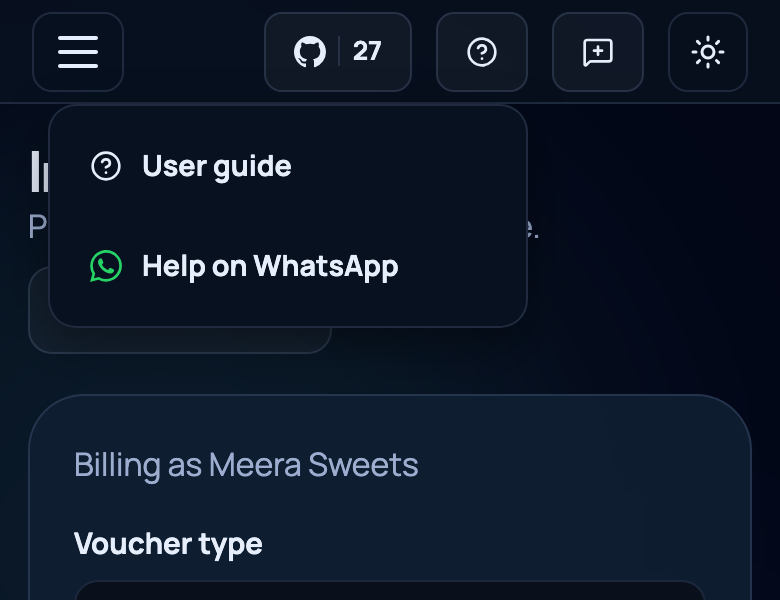 27
User guide
Help on WhatsApp
Billing as Meera Sweets
Voucher type